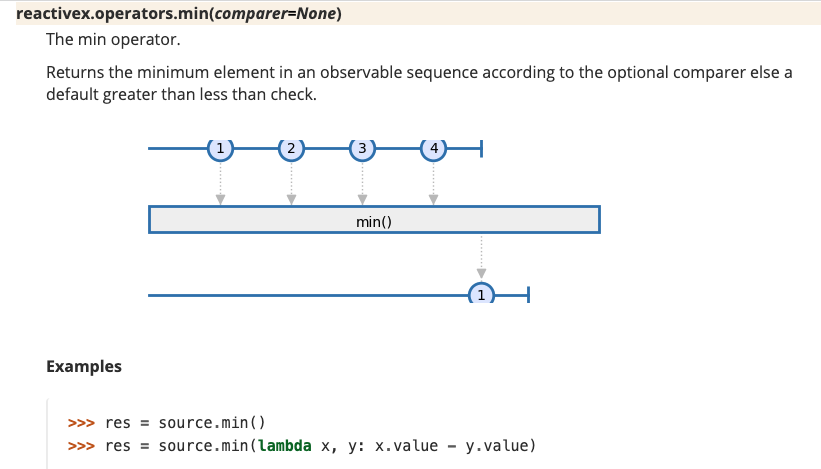 reactivex.operators.min(comparer=None)
The min operator.
Returns the minimum element in an observable sequence according to the optional comparer else a
default greater than less than check.
1 2 3 4
min()
1
Examples
>>> res = source.min()
>>> res = source.min(lambda x, y: x.value - y.value)